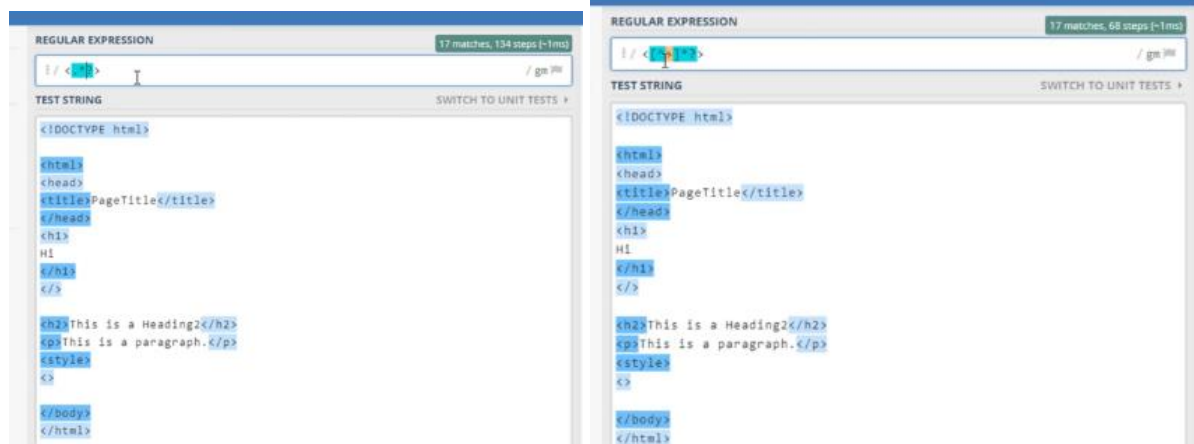 REGULAR EXPRESSION
17 matches, 134 steps (~1ms)
/ <.*?>
/ gm
TEST STRING
SWITCH TO UNIT TESTS
<!DOCTYPE html>
<html>
<head>
<title>PageTitle</title>
</head>
<h1>
Hi
</h1>
</>
<h2>This is a Heading2</h2>
<p>This is a paragraph.</p>
<style>
<>
</body>
</html>
REGULAR EXPRESSION
17 matches, 68 steps (~1ms)
/ gm
TEST STRING
SWITCH TO UNIT TESTS
<!DOCTYPE html>
<html>
<head>
<title>PageTitle</title>
</head>
<h1>
Hi
</h1>
</>
<h2>This is a Heading2</h2>
<p>This is a paragraph.</p>
<style>
<>
</body>
</html>